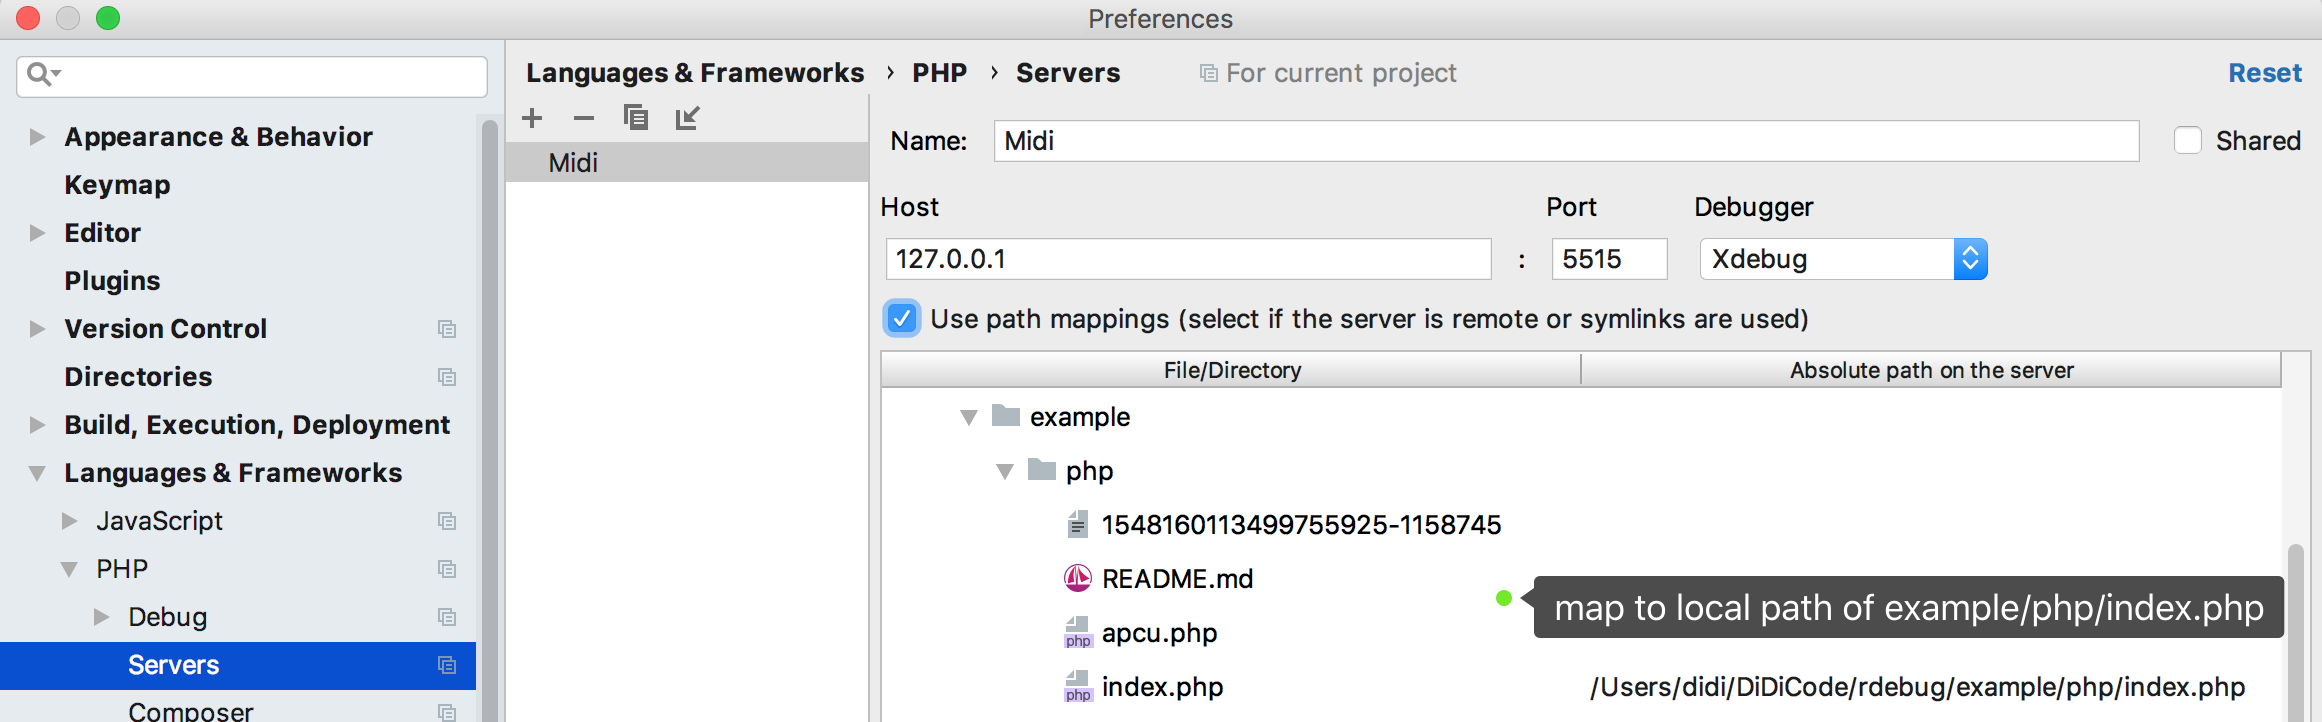 Preferences
Languages & Frameworks › PHP › Servers For current project Reset
Appearance & Behavior
Keymap
Editor
Plugins
Version Control
Directories
Build, Execution, Deployment
Languages & Frameworks
JavaScript
PHP
Debug
Servers
Composer
Midi
Name: Midi Shared
Host Port Debugger
127.0.0.1 : 5515 Xdebug
Use path mappings (select if the server is remote or symlinks are used)
File/Directory Absolute path on the server
example
php
1548160113499755925-1158745
README.md
map to local path of example/php/index.php
php apcu.php
php index.php /Users/didi/DiDiCode/rdebug/example/php/index.php